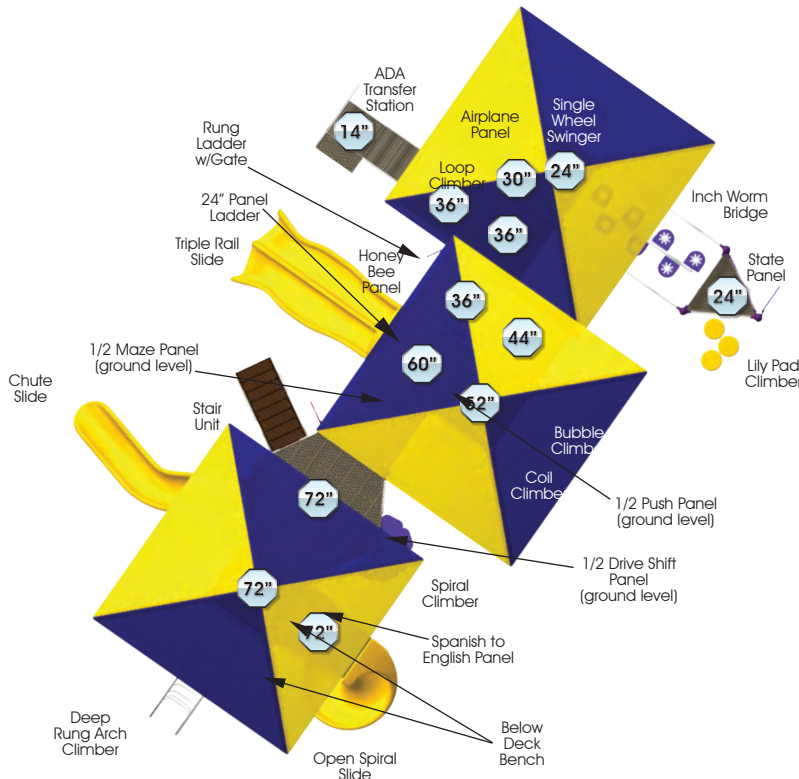 ADA
Transfer
Station
14"
Rung
Ladder
w/Gate
Airplane
Panel
Single
Wheel
Swinger
Loop
Climber
30"
24"
36"
36"
24" Panel
Ladder
Triple Rail
Slide
Honey
Bee
Panel
Inch Worm
Bridge
State
Panel
24"
Lily Pad
Climber
36"
44"
60"
52"
1/2 Maze Panel
(ground level)
Chute
Slide
Stair
Unit
Bubble
Climb
Coil
Climbe
1/2 Push Panel
(ground level)
72"
1/2 Drive Shift
Panel
(ground level)
72"
Spiral
Climber
72"
Spanish to
English Panel
Deep
Rung Arch
Climber
Below
Deck
Bench
Open Spiral
Slide